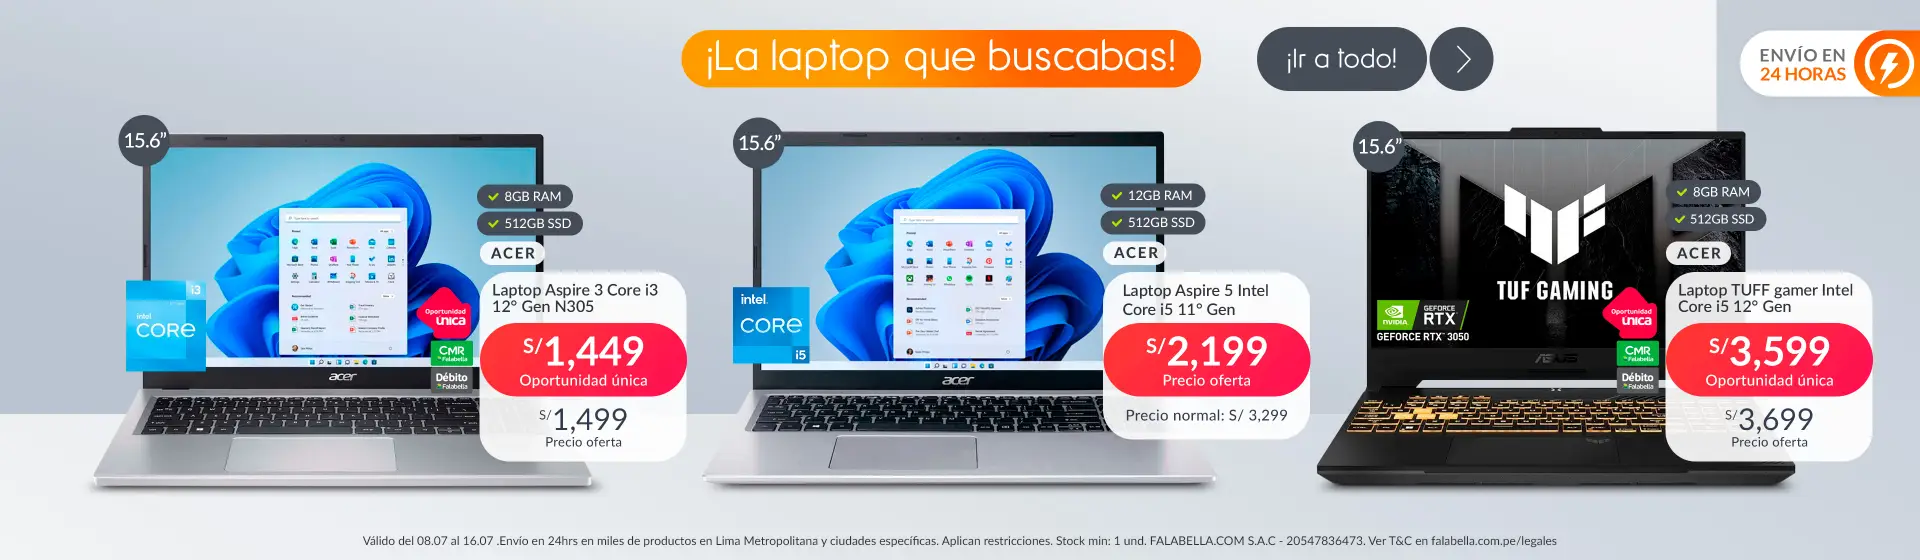 ¡La laptop que buscabas!
¡Ir a todo!
ENVÍO EN
24 HORAS
15.6”
8GB RAM
512GB SSD
ACER
Laptop Aspire 3 Core i3
12° Gen N305
Oportunidad
única
CMR
Falabella
Débito
Falabella
S/1,449
Oportunidad única
S/1,499
Precio oferta
intel
CORE
i3
acer
15.6”
12GB RAM
512GB SSD
ACER
Laptop Aspire 5 Intel
Core i5 11° Gen
S/2,199
Precio oferta
Precio normal: S/ 3,299
intel.
CORE
i5
acer
15.6”
8GB RAM
512GB SSD
ACER
Laptop TUFF gamer Intel
Core i5 12° Gen
Oportunidad
única
CMR
Falabella
Débito
Falabella
S/3,599
Oportunidad única
S/3,699
Precio oferta
TUF GAMING
NVIDIA
GEFORCE
RTX
GEFORCE RTX™ 3050
ASUS
Válido del 08.07 al 16.07 .Envío en 24hrs en miles de productos en Lima Metropolitana y ciudades específicas. Aplican restricciones. Stock min: 1 und. FALABELLA.COM S.A.C - 20547836473. Ver T&C en falabella.com.pe/legales